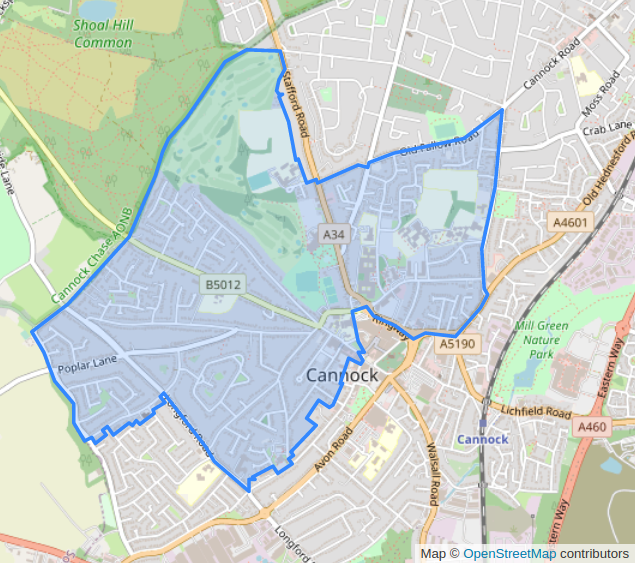 Shoal Hill
Common
Stafford Road
Cannock Road
Moss Road
Crab Lane
Old Fallow Road
Old Hednesford
Cannock Chase AONB
A34
A4601
B5012
Ringway
A5190
Mill Green
Nature
Park
Eastern Way
Poplar Lane
Cannock
Longford Road
Lichfield Road
A460
Cannock
Avon Road
Walsall Road
Longford
Map © OpenStreetMap contributors